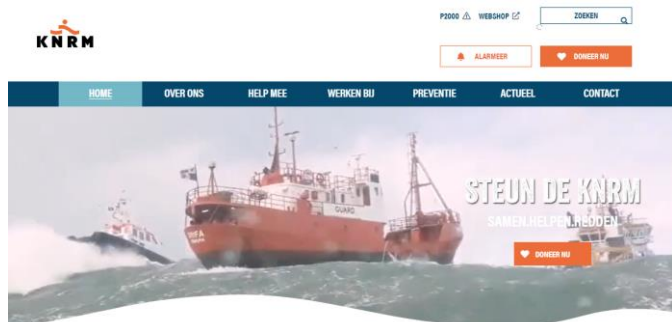 KNRM
P2000 WEBSHOP ZOEKEN
ALARMEER DONEER NU
HOME OVER ONS HELP MEE WERKEN BIJ PREVENTIE ACTUEEL CONTACT
GUARD
STEUN DE KNRM
SAMEN.HELPEN.REDDEN
DONEER NU